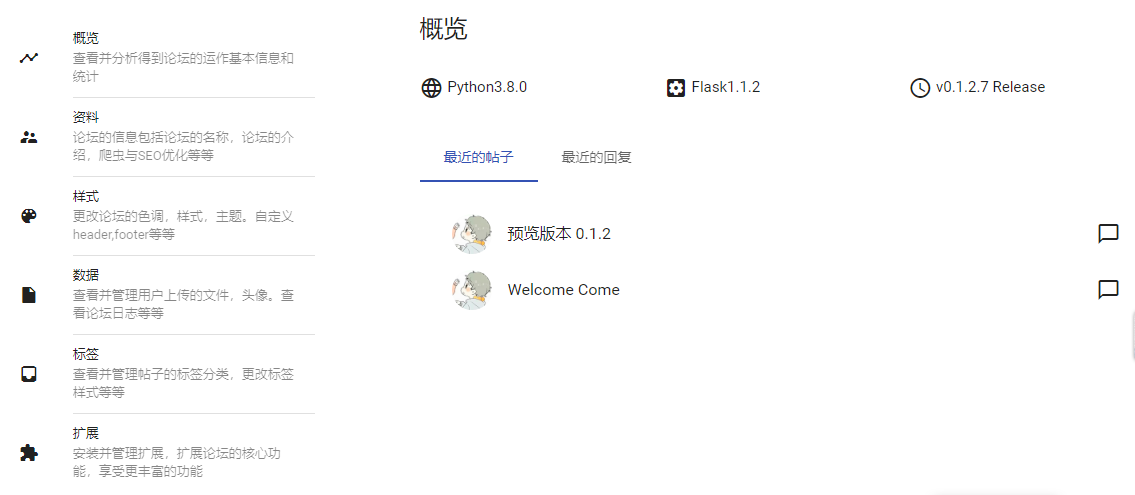 概览
查看并分析得到论坛的运作基本信息和
统计
资料
论坛的信息包括论坛的名称，论坛的介
绍，爬虫与SEO优化等等
样式
更改论坛的色调，样式，主题。自定义
header,footer等等
数据
查看并管理用户上传的文件，头像。查
看论坛日志等等
标签
查看并管理帖子的标签分类，更改标签
样式等等
扩展
安装并管理扩展，扩展论坛的核心功
能，享受更丰富的功能
概览
Python3.8.0
Flask1.1.2
v0.1.2.7 Release
最近的帖子
最近的回复
预览版本 0.1.2
Welcome Come